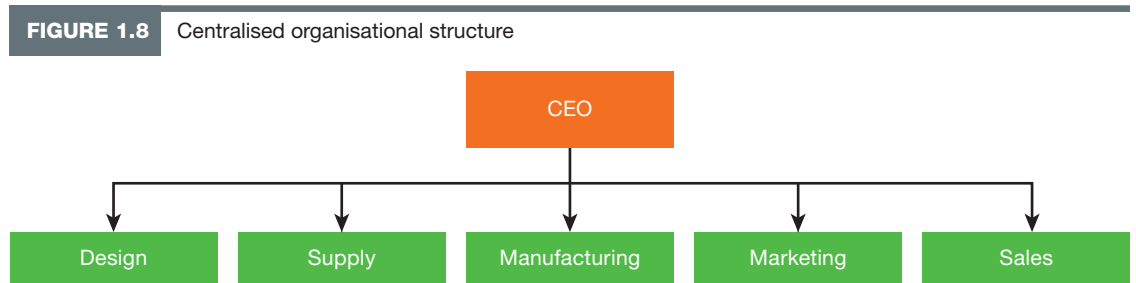 FIGURE 1.8 Centralised organisational structure
CEO
Design Supply Manufacturing Marketing Sales